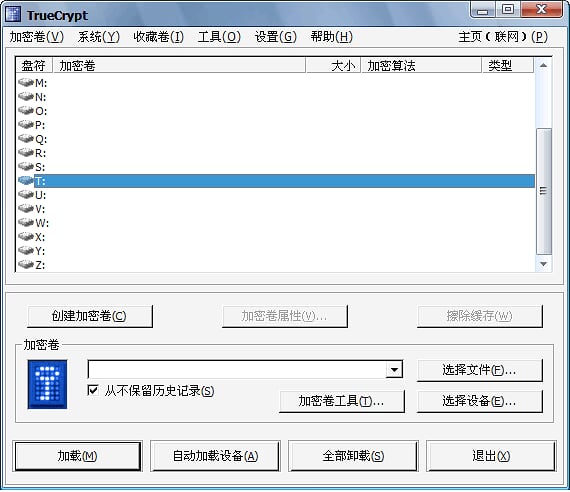 TrueCrypt
加密卷(V) 系统(Y) 收藏卷(I) 工具(O) 设置(G) 帮助(H) 主页(联网)(P)
盘符 加密卷 大小 加密算法 类型
M:
N:
O:
P:
Q:
R:
S:
T:
U:
V:
W:
X:
Y:
Z:
创建加密卷(C) 加密卷属性(V)... 擦除缓存(W)
加密卷
选择文件(F)...
从不保留历史记录(S)
加密卷工具(T)... 选择设备(E)...
加载(M) 自动加载设备(A) 全部卸载(S) 退出(X)